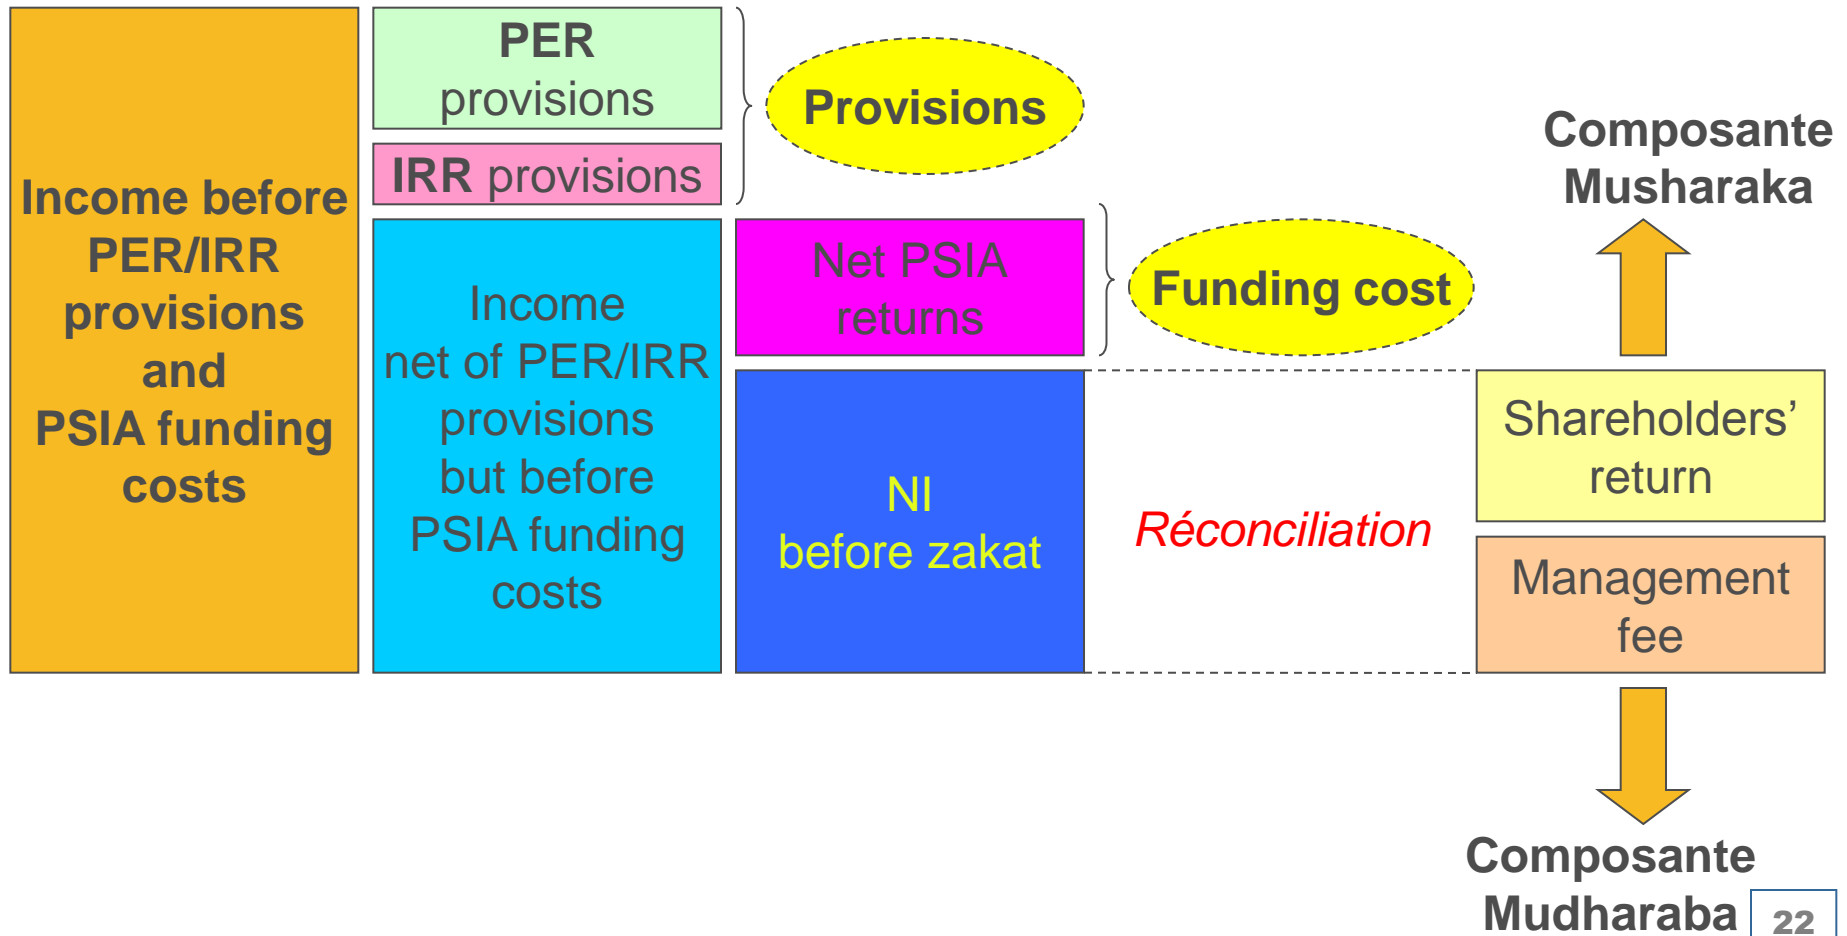 Income before
PER/IRR
provisions
and
PSIA funding
costs
PER
provisions
IRR provisions
Provisions
Income
net of PER/IRR
provisions
but before
PSIA funding
costs
Net PSIA
returns
Funding cost
NI
before zakat
Réconciliation
Composante
Musharaka
Shareholders’
return
Management
fee
Composante
Mudharaba
22